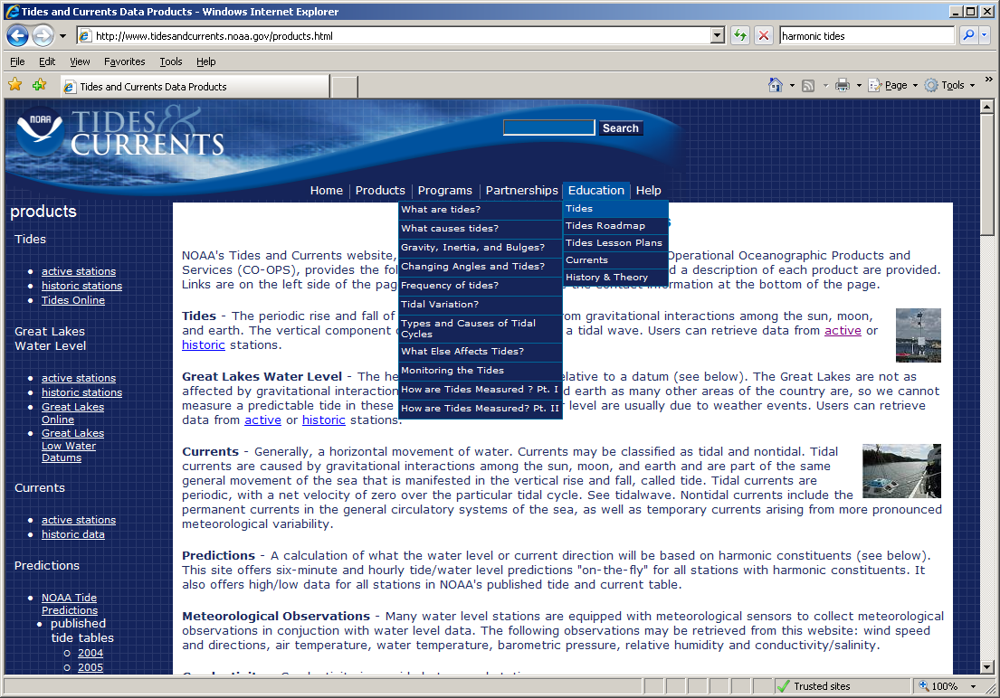 Tides and Currents Data Products - Windows Internet Explorer
http://www.tidesandcurrents.noaa.gov/products.html
harmonic tides
File Edit View Favorites Tools Help
Tides and Currents Data Products
Page Tools »
NOAA TIDES & CURRENTS
Search
Home Products Programs Partnerships Education Help
Tides
Tides Roadmap
Tides Lesson Plans
Currents
History & Theory
What are tides?
What causes tides?
Gravity, Inertia, and Bulges?
Changing Angles and Tides?
Frequency of tides?
Tidal Variation?
Types and Causes of Tidal
Cycles
What Else Affects Tides?
Monitoring the Tides
How are Tides Measured ? Pt. I
How are Tides Measured? Pt. II
products
Tides
active stations
historic stations
Tides Online
Great Lakes
Water Level
active stations
historic stations
Great Lakes
Online
Great Lakes
Low Water
Datums
Currents
active stations
historic data
Predictions
NOAA Tide
Predictions
published
tide tables
2004
2005
NOAA's Tides and Currents website, Operational Oceanographic Products and
Services (CO-OPS), provides the fol d a description of each product are provided.
Links are on the left side of the pag contact information at the bottom of the page.
Tides - The periodic rise and fall of om gravitational interactions among the sun, moon,
and earth. The vertical component a tidal wave. Users can retrieve data from active or
historic stations.
Great Lakes Water Level - The he elative to a datum (see below). The Great Lakes are not as
affected by gravitational interaction d earth as many other areas of the country are, so we cannot
measure a predictable tide in these level are usually due to weather events. Users can retrieve
data from active or historic stations.
Currents - Generally, a horizontal movement of water. Currents may be classified as tidal and nontidal. Tidal
currents are caused by gravitational interactions among the sun, moon, and earth and are part of the same
general movement of the sea that is manifested in the vertical rise and fall, called tide. Tidal currents are
periodic, with a net velocity of zero over the particular tidal cycle. See tidalwave. Nontidal currents include the
permanent currents in the general circulatory systems of the sea, as well as temporary currents arising from more pronounced
meteorological variability.
Predictions - A calculation of what the water level or current direction will be based on harmonic constituents (see below).
This site offers six-minute and hourly tide/water level predictions "on-the-fly" for all stations with harmonic constituents. It
also offers high/low data for all stations in NOAA's published tide and current table.
Meteorological Observations - Many water level stations are equipped with meteorological sensors to collect meteorological
observations in conjuction with water level data. The following observations may be retrieved from this website: wind speed
and directions, air temperature, water temperature, barometric pressure, relative humidity and conductivity/salinity.
Trusted sites 100%